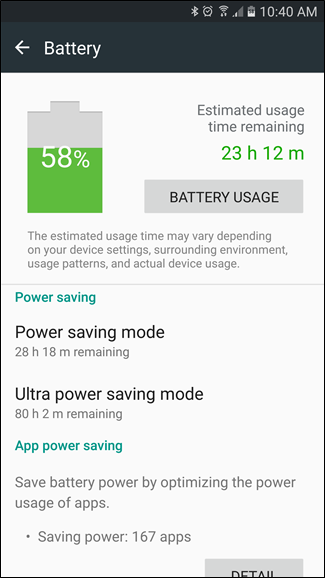 10:40 AM
Battery
58%
Estimated usage
time remaining
23 h 12 m
BATTERY USAGE
The estimated usage time may vary depending
on your device settings, surrounding environment,
usage patterns, and actual device usage.
Power saving
Power saving mode
28 h 18 m remaining
Ultra power saving mode
80 h 2 m remaining
App power saving
Save battery power by optimizing the power
usage of apps.
• Saving power: 167 apps
DETAIL